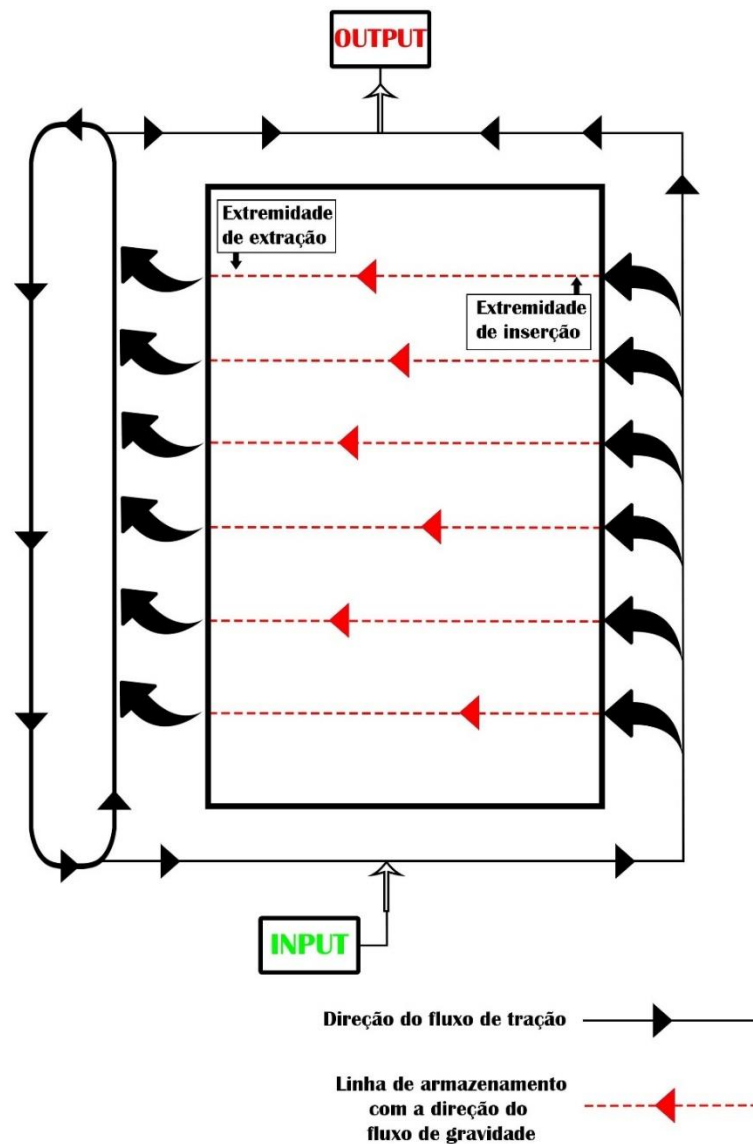 OUTPUT
Extremidade
de extração
Extremidade
de inserção
INPUT
Direção do fluxo de tração
Linha de armazenamento
com a direção do
fluxo de gravidade